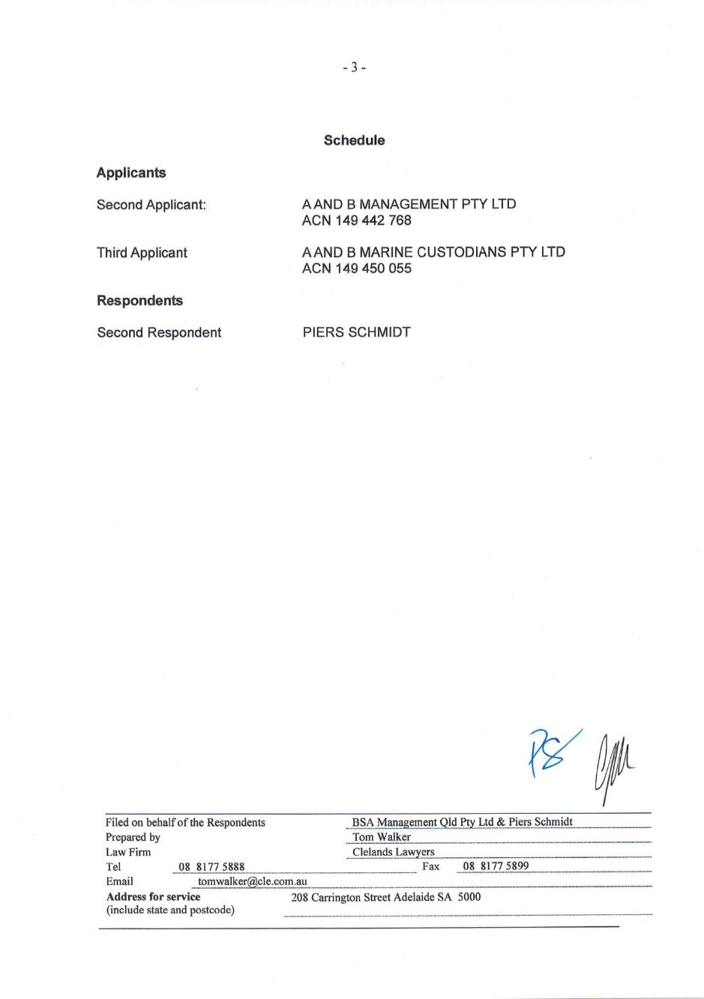 - 3 -
Schedule
Applicants
Second Applicant: A AND B MANAGEMENT PTY LTD
ACN 149 442 768
Third Applicant A AND B MARINE CUSTODIANS PTY LTD
ACN 149 450 055
Respondents
Second Respondent PIERS SCHMIDT
PS
Filed on behalf of the Respondents BSA Management Qld Pty Ltd & Piers Schmidt
Prepared by Tom Walker
Law Firm Clelands Lawyers
Tel 08 8177 5888 Fax 08 8177 5899
Email tomwalker@cle.com.au
Address for service 208 Carrington Street Adelaide SA 5000
(include state and postcode)